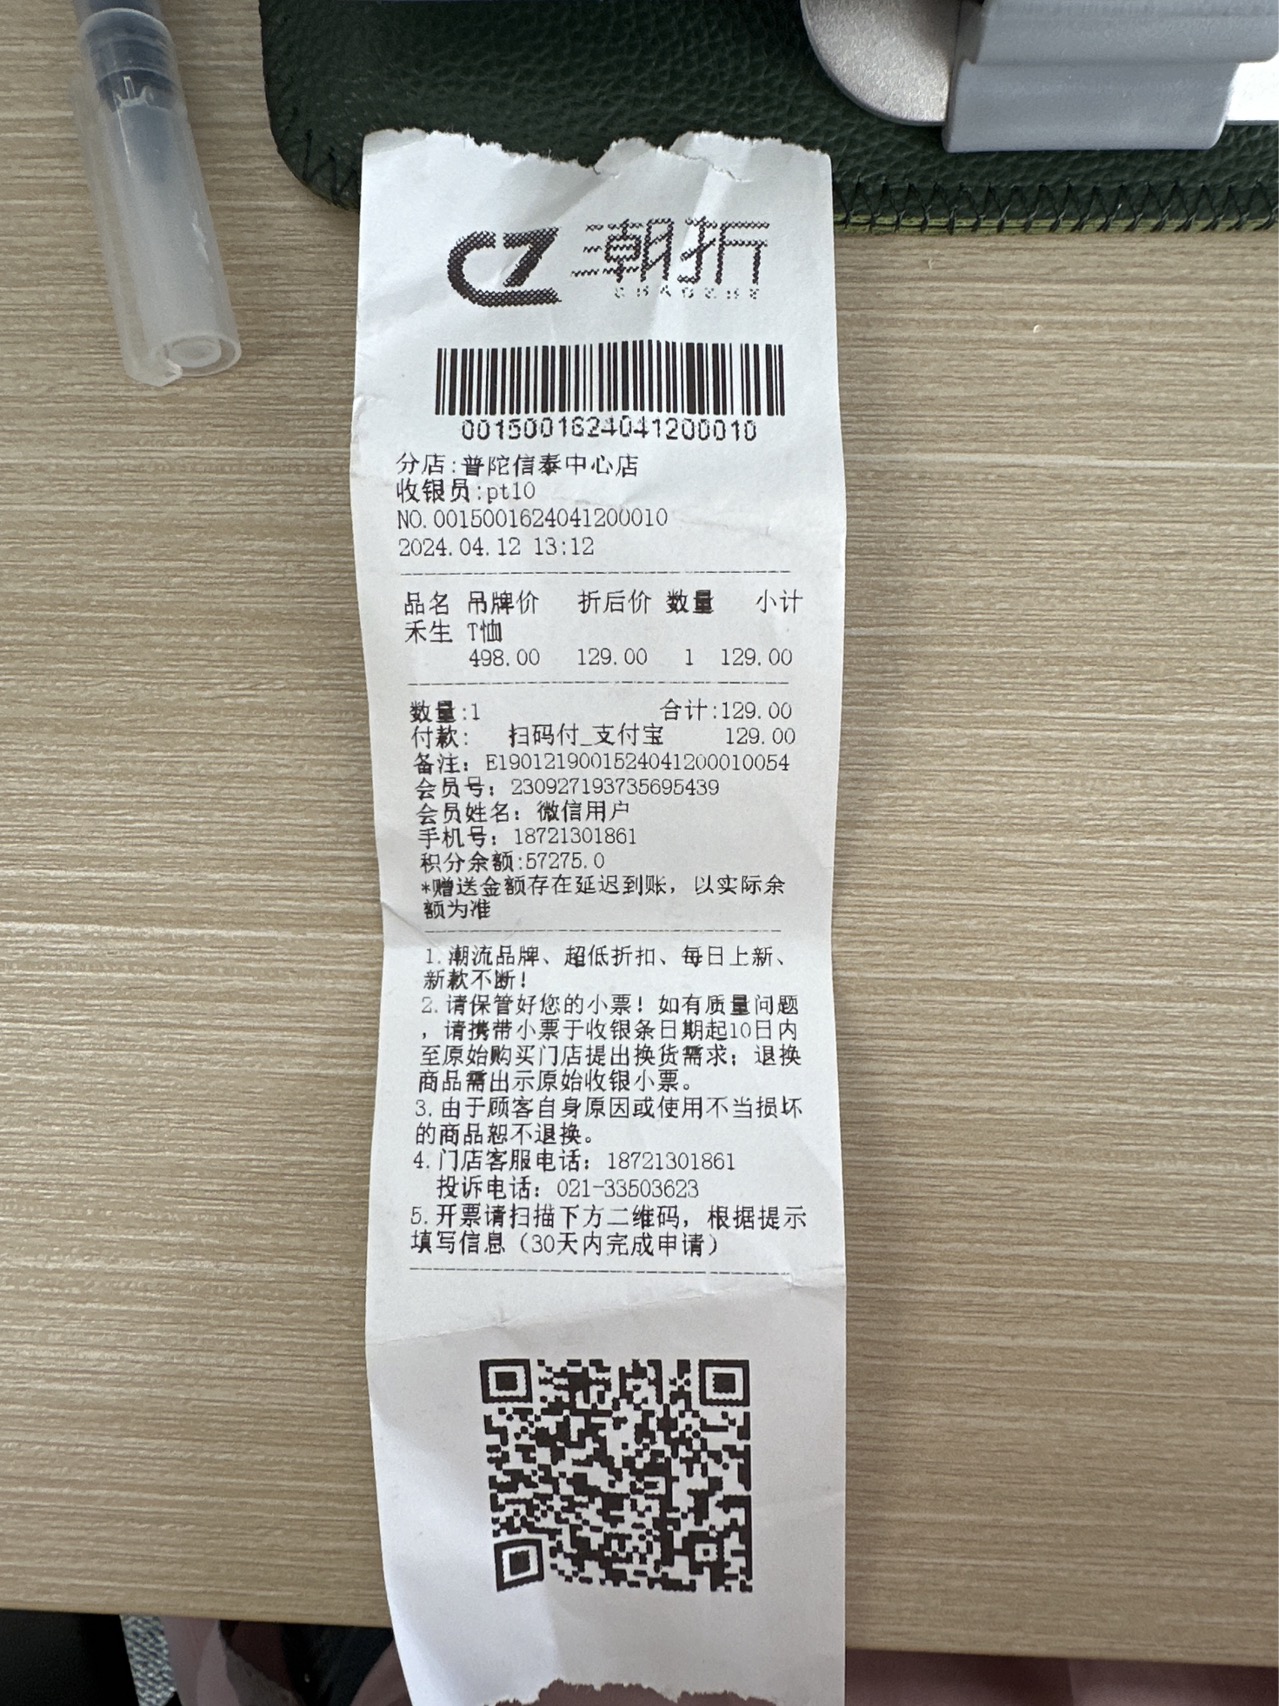 CZ 潮折
CHAOZHE
0015001624041200010
分店:普陀信泰中心店
收银员:pt10
NO.0015001624041200010
2024.04.12 13:12
品名 吊牌价 折后价 数量 小计
禾生 T恤
498.00 129.00 1 129.00
数量:1 合计:129.00
付款: 扫码付_支付宝 129.00
备注: E1901219001524041200010054
会员号: 230927193735695439
会员姓名: 微信用户
手机号: 18721301861
积分余额:57275.0
*赠送金额存在延迟到账，以实际余
额为准
1.潮流品牌、超低折扣、每日上新、
新款不断!
2.请保管好您的小票! 如有质量问题
，请携带小票于收银条日期起10日内
至原始购买门店提出换货需求; 退换
商品需出示原始收银小票。
3.由于顾客自身原因或使用不当损坏
的商品恕不退换。
4.门店客服电话: 18721301861
投诉电话: 021-33503623
5.开票请扫描下方二维码，根据提示
填写信息（30天内完成申请）